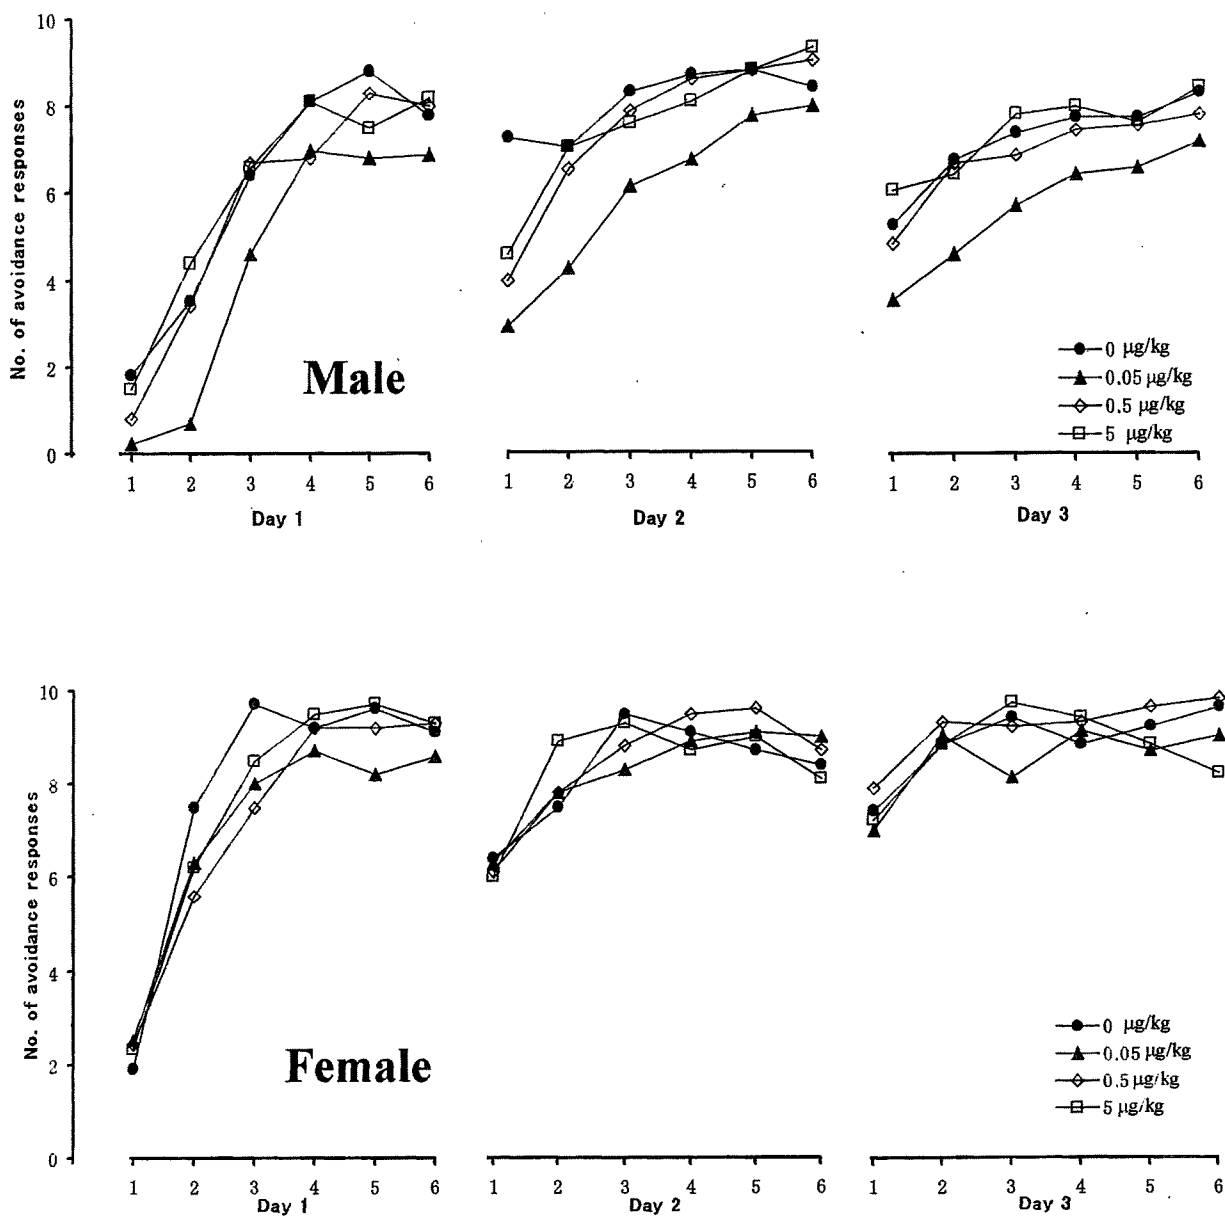 10
8
6
4
2
0
No. of avoidance responses
Male
0 μg/kg
0.05 μg/kg
0.5 μg/kg
5 μg/kg
1 2 3 4 5 6
1 2 3 4 5 6
1 2 3 4 5 6
Day 1
Day 2
Day 3
10
8
6
4
2
0
No. of avoidance responses
Female
0 μg/kg
0.05 μg/kg
0.5 μg/kg
5 μg/kg
1 2 3 4 5 6
1 2 3 4 5 6
1 2 3 4 5 6
Day 1
Day 2
Day 3